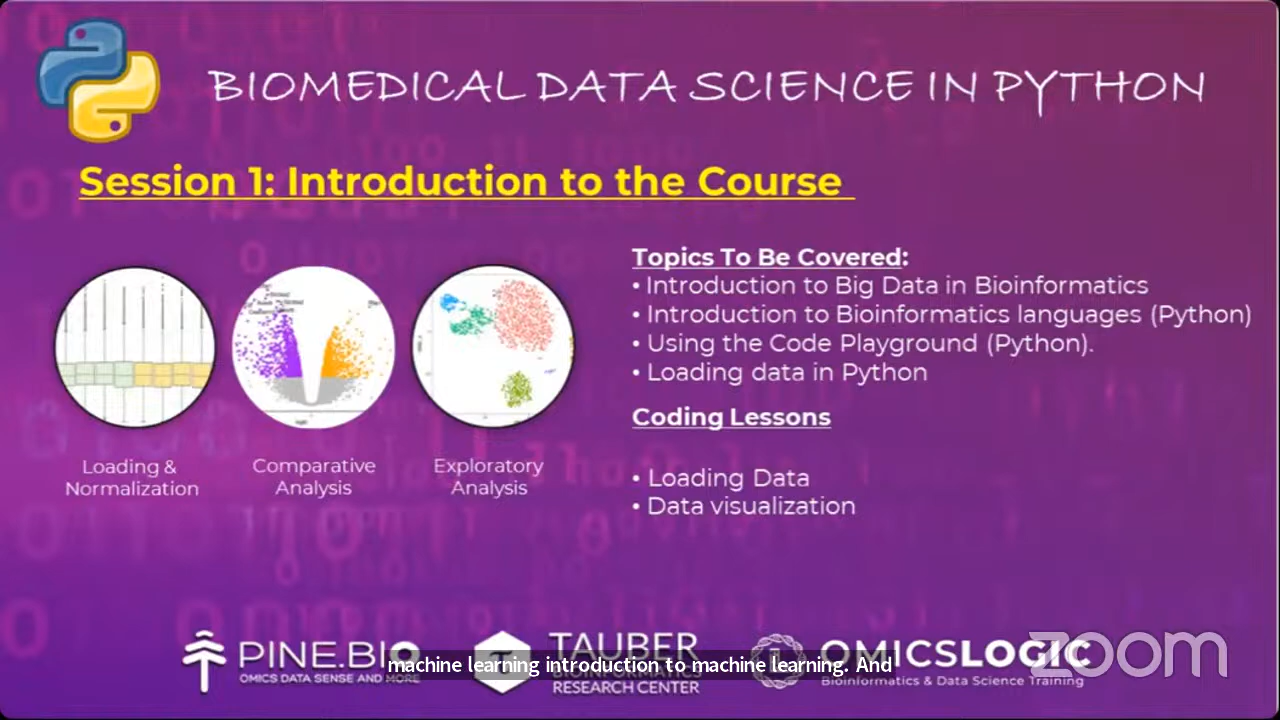 BIOMEDICAL DATA SCIENCE IN PYTHON
Session 1: Introduction to the Course
Topics To Be Covered:
• Introduction to Big Data in Bioinformatics
• Introduction to Bioinformatics languages (Python)
• Using the Code Playground (Python).
• Loading data in Python
Coding Lessons
• Loading Data
• Data visualization
Loading &
Normalization
Comparative
Analysis
Exploratory
Analysis
PINE.BIO
OMICS DATA SENSE AND MORE
T
TAUBER
BIOINFORMATICS
RESEARCH CENTER
OMICSLOGIC
Bioinformatics & Data Science Training
zoom
machine learning introduction to machine learning. And